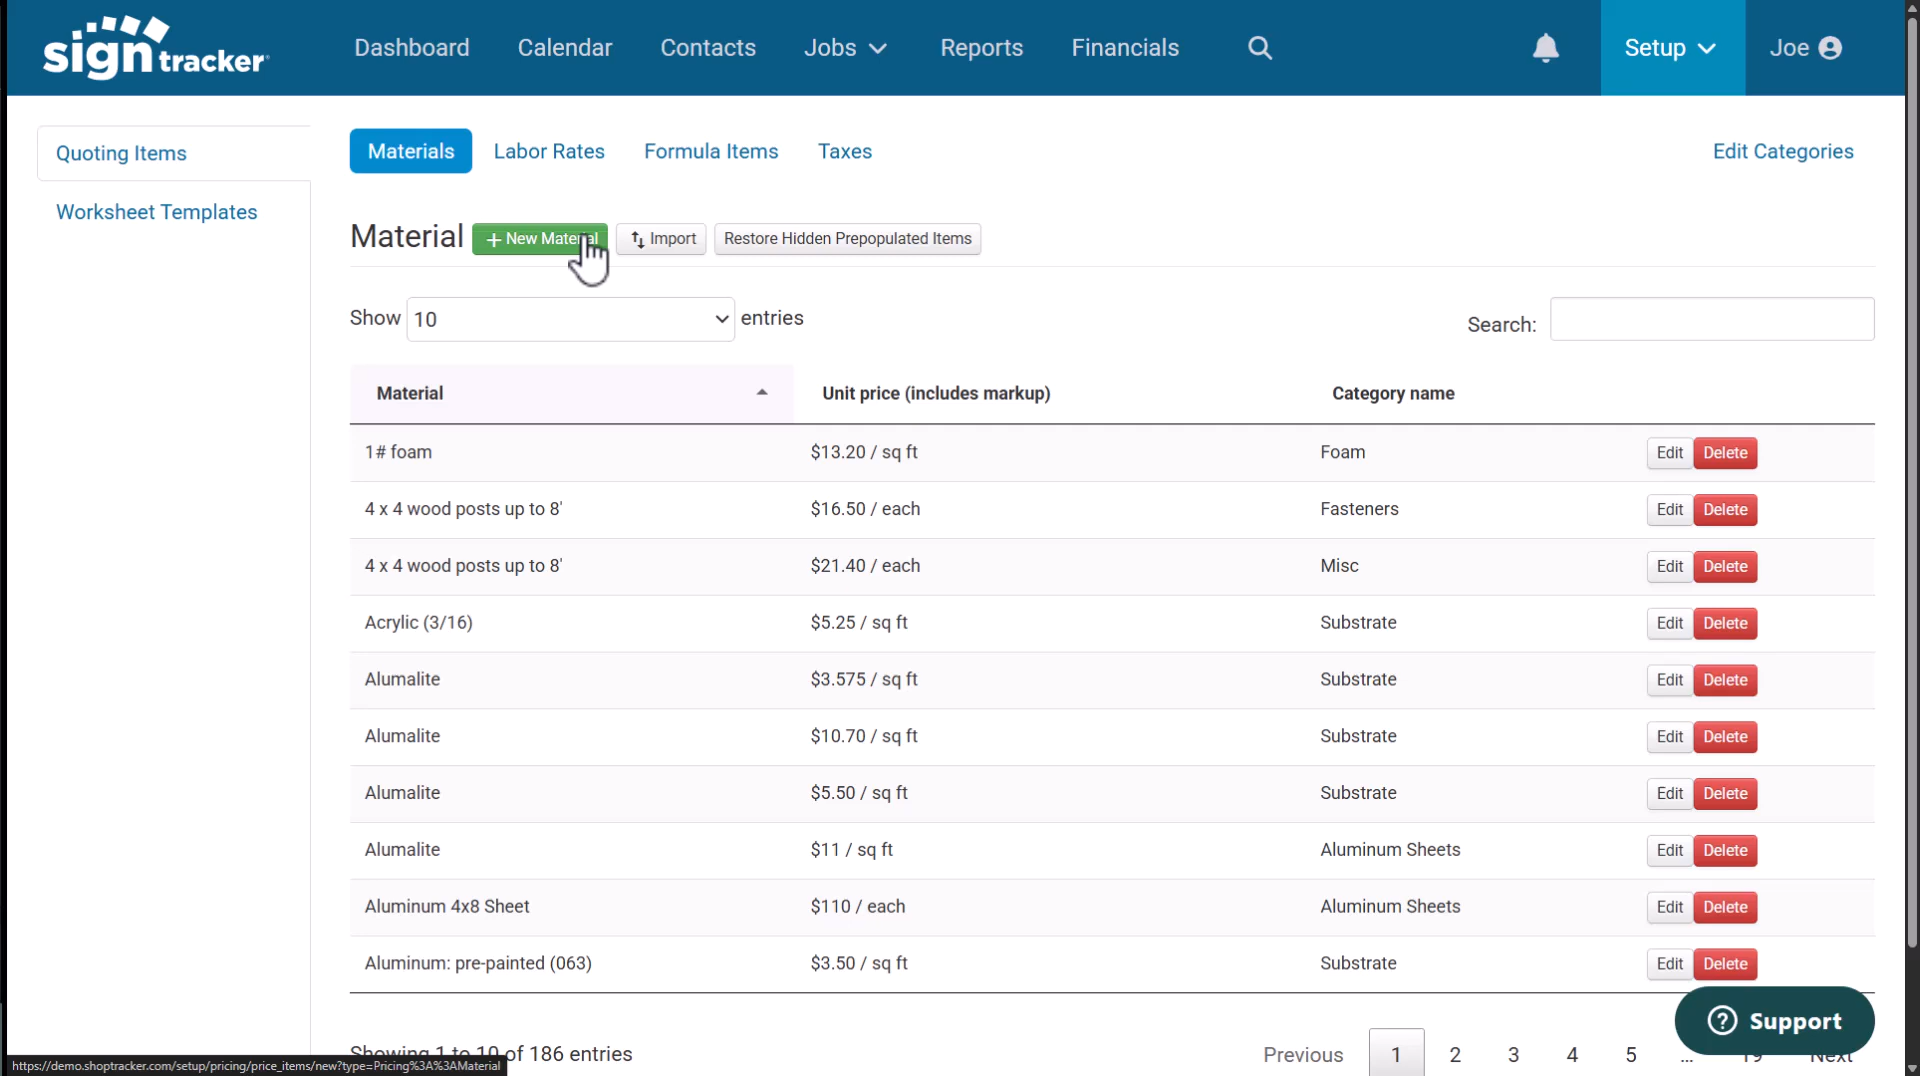 sign tracker
Dashboard Calendar Contacts Jobs Reports Financials Setup Joe
Quoting Items
Worksheet Templates
Materials Labor Rates Formula Items Taxes Edit Categories
Material + New Material Import Restore Hidden Prepopulated Items
Show 10 entries Search:
Material Unit price (includes markup) Category name
1# foam $13.20 / sq ft Foam Edit Delete
4 x 4 wood posts up to 8' $16.50 / each Fasteners Edit Delete
4 x 4 wood posts up to 8' $21.40 / each Misc Edit Delete
Acrylic (3/16) $5.25 / sq ft Substrate Edit Delete
Alumalite $3.575 / sq ft Substrate Edit Delete
Alumalite $10.70 / sq ft Substrate Edit Delete
Alumalite $5.50 / sq ft Substrate Edit Delete
Alumalite $11 / sq ft Aluminum Sheets Edit Delete
Aluminum 4x8 Sheet $110 / each Aluminum Sheets Edit Delete
Aluminum: pre-painted (063) $3.50 / sq ft Substrate Edit Delete
? Support
Showing 1 to 10 of 186 entries Previous 1 2 3 4 5 ... 19 Next
https://demo.shoptracker.com/setup/pricing/price_items/new?type=Pricing%3A%3AMaterial